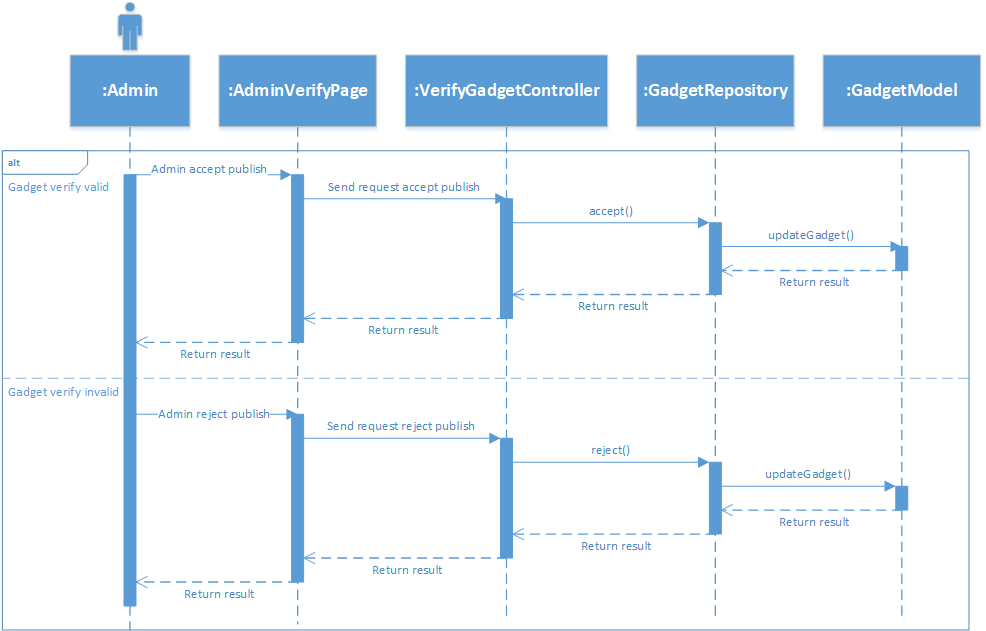 :Admin
:AdminVerifyPage
:VerifyGadgetController
:GadgetRepository
:GadgetModel
alt
Gadget verify valid
Admin accept publish
Send request accept publish
accept()
updateGadget()
Return result
Return result
Return result
Return result
Gadget verify invalid
Admin reject publish
Send request reject publish
reject()
updateGadget()
Return result
Return result
Return result
Return result